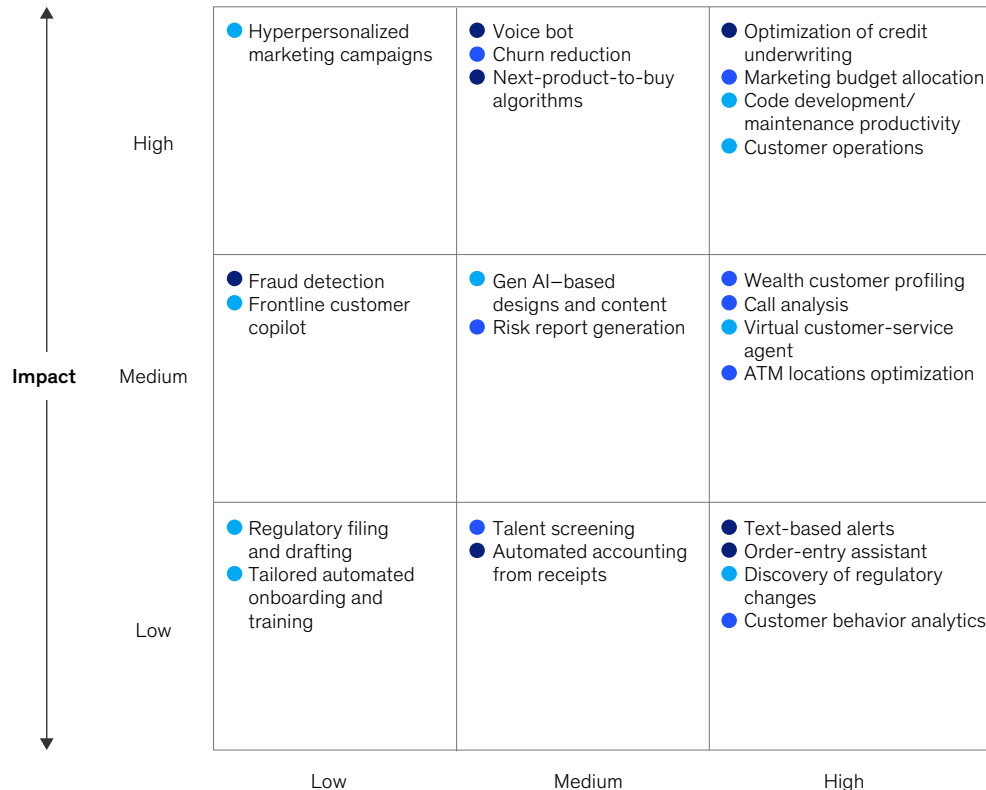 Hyperpersonalized
marketing campaigns
Voice bot
Churn reduction
Next-product-to-buy
algorithms
Optimization of credit
underwriting
Marketing budget allocation
Code development/
maintenance productivity
Customer operations
High
Fraud detection
Frontline customer
copilot
Gen AI–based
designs and content
Risk report generation
Wealth customer profiling
Call analysis
Virtual customer-service
agent
ATM locations optimization
Impact
Medium
Regulatory filing
and drafting
Tailored automated
onboarding and
training
Talent screening
Automated accounting
from receipts
Text-based alerts
Order-entry assistant
Discovery of regulatory
changes
Customer behavior analytics
Low
Low
Medium
High